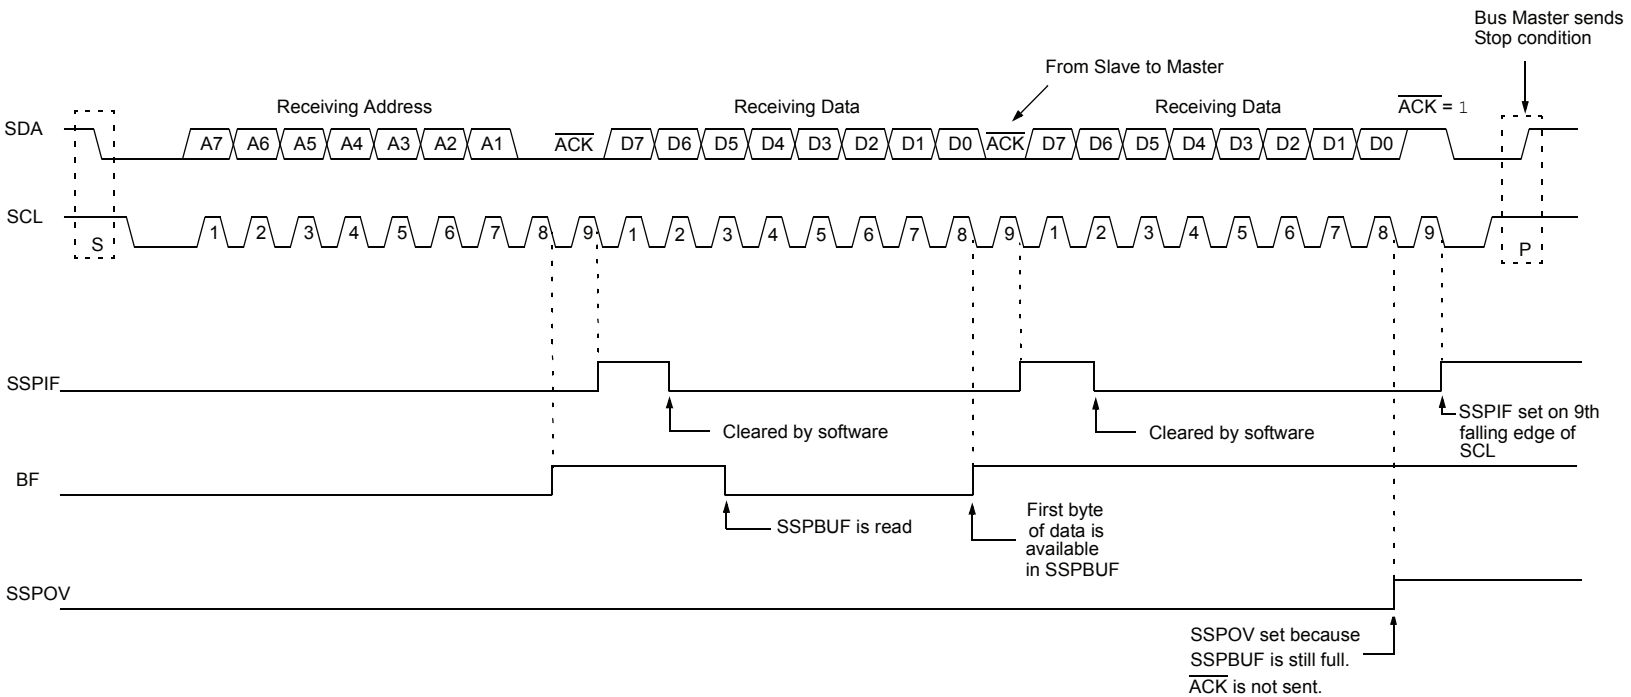 Bus Master sends
Stop condition
From Slave to Master
Receiving Address
Receiving Data
Receiving Data
ACK = 1
SDA
A7 A6 A5 A4 A3 A2 A1 ACK D7 D6 D5 D4 D3 D2 D1 D0 ACK D7 D6 D5 D4 D3 D2 D1 D0
SCL
S
1 2 3 4 5 6 7 8 9 1 2 3 4 5 6 7 8 9 1 2 3 4 5 6 7 8 9
P
SSPIF
Cleared by software
Cleared by software
SSPIF set on 9th
falling edge of
SCL
BF
SSPBUF is read
First byte
of data is
available
in SSPBUF
SSPOV
SSPOV set because
SSPBUF is still full.
ACK is not sent.